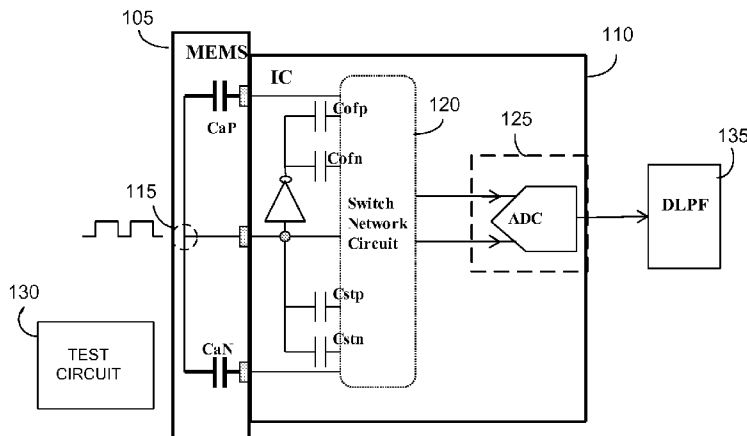 105
MEMS
IC
110
CaP
Cofp
120
Cofn
125
135
115
Switch
Network
Circuit
ADC
DLPF
130
Cstp
TEST
CIRCUIT
CaN
Cstn